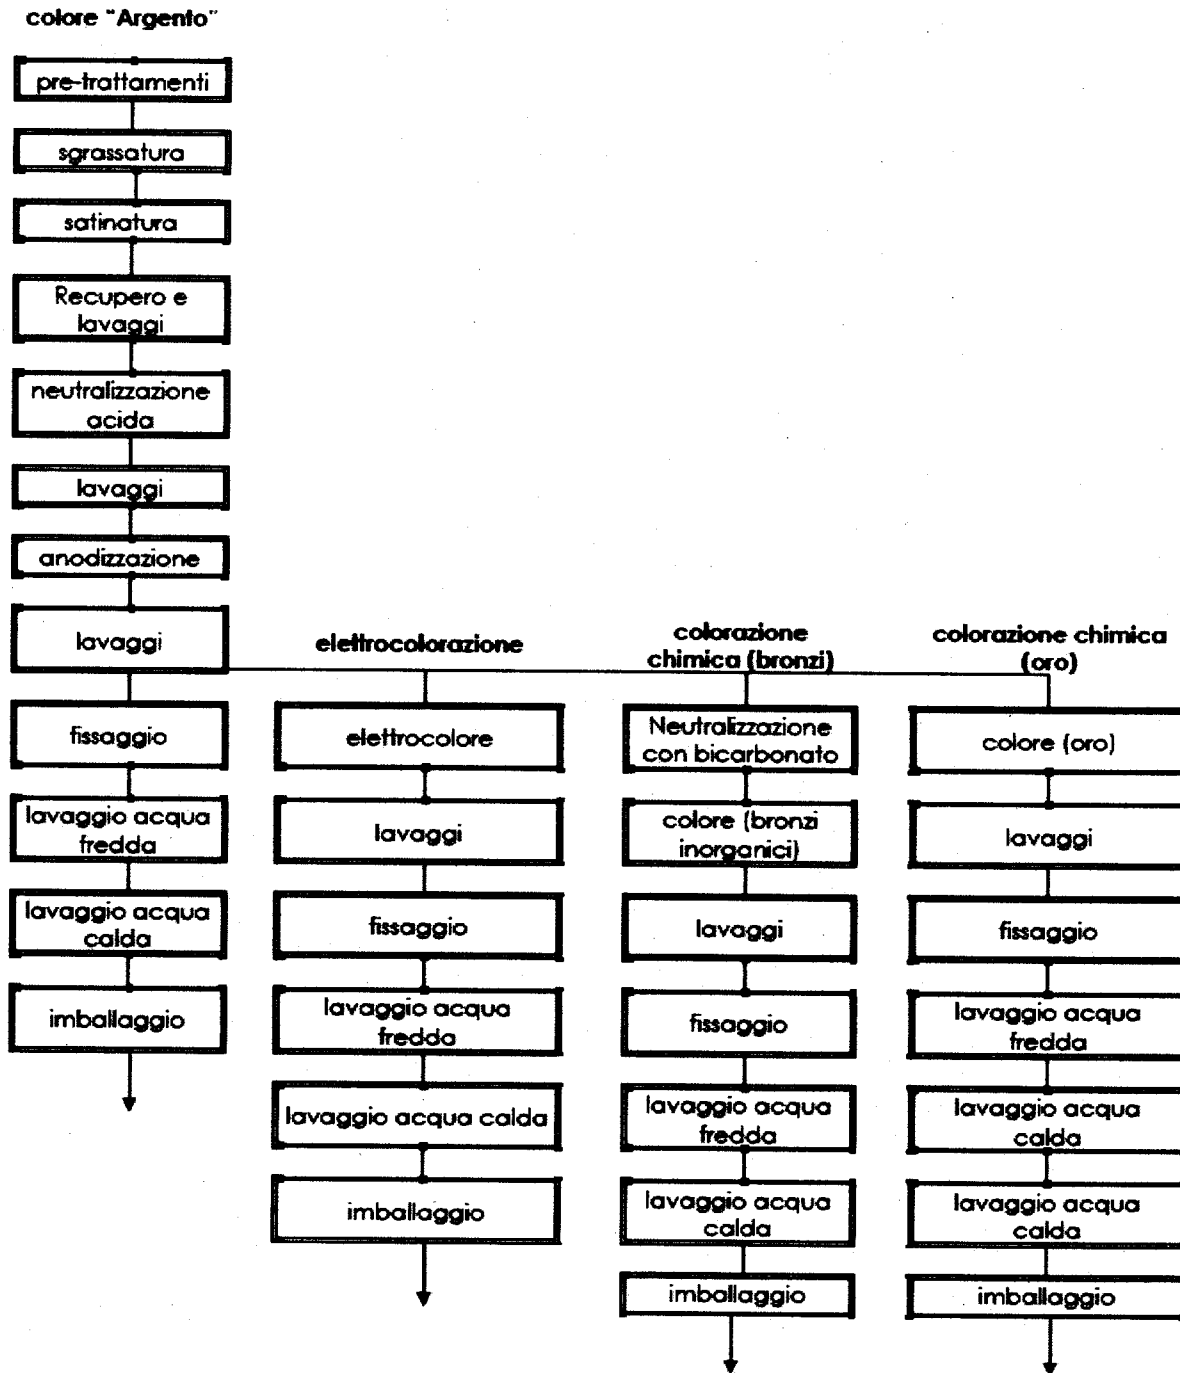 colore "Argento"
pre-trattamenti
sgrassatura
satinatura
Recupero e
lavaggi
neutralizzazione
acida
lavaggi
anodizzazione
lavaggi
fissaggio
lavaggio acqua
fredda
lavaggio acqua
calda
imballaggio
elettrocolorazione
elettrocolore
lavaggi
fissaggio
lavaggio acqua
fredda
lavaggio acqua calda
imballaggio
colorazione
chimica (bronzi)
Neutralizzazione
con bicarbonato
colore (bronzi
inorganici)
lavaggi
fissaggio
lavaggio acqua
fredda
lavaggio acqua
calda
imballaggio
colorazione chimica
(oro)
colore (oro)
lavaggi
fissaggio
lavaggio acqua
fredda
lavaggio acqua
calda
lavaggio acqua
calda
imballaggio